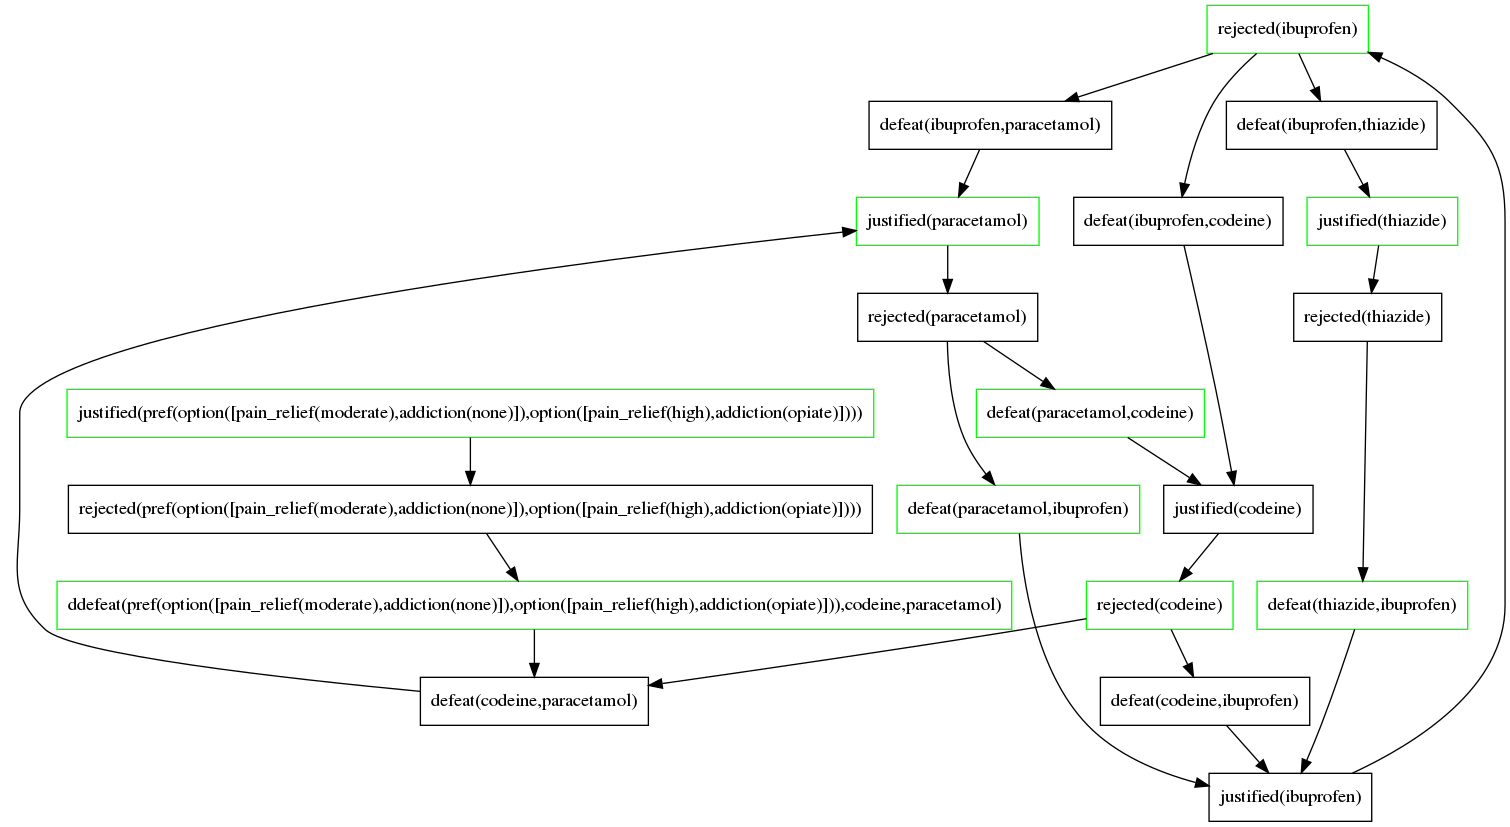 rejected(ibuprofen)
defeat(ibuprofen,paracetamol)
defeat(ibuprofen,thiazide)
justified(paracetamol)
defeat(ibuprofen,codeine)
justified(thiazide)
rejected(paracetamol)
rejected(thiazide)
justified(pref(option([pain_relief(moderate),addiction(none)]),option([pain_relief(high),addiction(opiate)])))
defeat(paracetamol,codeine)
rejected(pref(option([pain_relief(moderate),addiction(none)]),option([pain_relief(high),addiction(opiate)])))
defeat(paracetamol,ibuprofen)
justified(codeine)
ddefeat(pref(option([pain_relief(moderate),addiction(none)]),option([pain_relief(high),addiction(opiate)])),codeine,paracetamol)
rejected(codeine)
defeat(thiazide,ibuprofen)
defeat(codeine,paracetamol)
defeat(codeine,ibuprofen)
justified(ibuprofen)